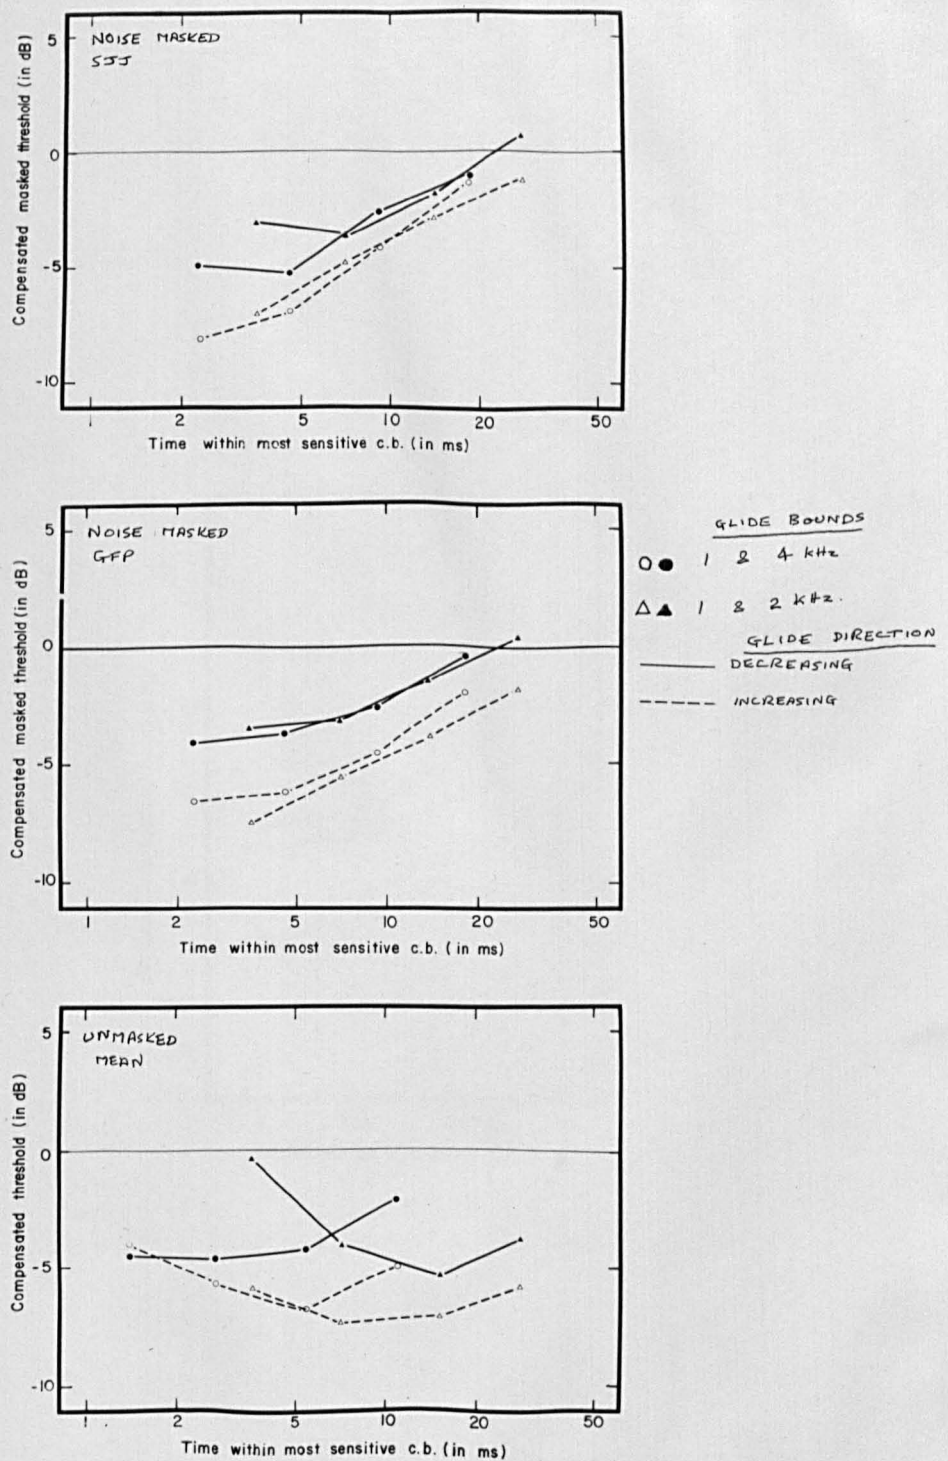 NOISE MASKED
SJJ
Compensated masked threshold (in dB)
5
0
-5
-10
1 2 5 10 20 50
Time within most sensitive c.b. (in ms)
NOISE MASKED
GFP
Compensated masked threshold (in dB)
5
0
-5
-10
1 2 5 10 20 50
Time within most sensitive c.b. (in ms)
GLIDE BOUNDS
1 & 4 kHz
1 & 2 kHz.
GLIDE DIRECTION
DECREASING
INCREASING
UNMASKED
MEAN
Compensated threshold (in dB)
5
0
-5
-10
1 2 5 10 20 50
Time within most sensitive c.b. (in ms)